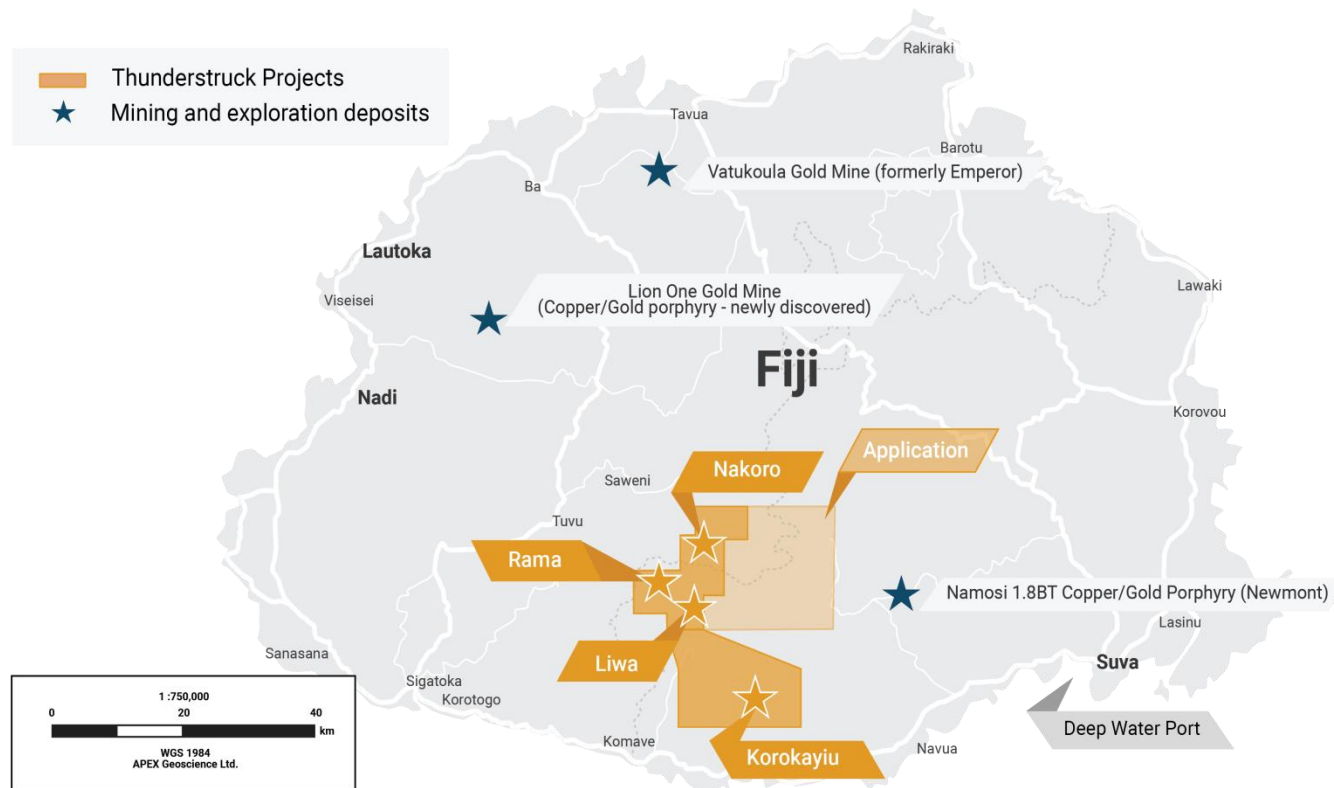 Thunderstruck Projects
Mining and exploration deposits
Rakiraki
Tavua
Barotu
Vatukoula Gold Mine (formerly Emperor)
Ba
Lautoka
Viseisei
Lion One Gold Mine
(Copper/Gold porphyry - newly discovered)
Lawaki
Fiji
Nadi
Korovou
Application
Nakoro
Saweni
Tuvu
Rama
Namosi 1.8BT Copper/Gold Porphyry (Newmont)
Lasinu
Sanasana
Liwa
Suva
Sigatoka
Korotogo
1 :750,000
0 20 40
km
WGS 1984
APEX Geoscience Ltd.
Deep Water Port
Komave
Navua
Korokayiu